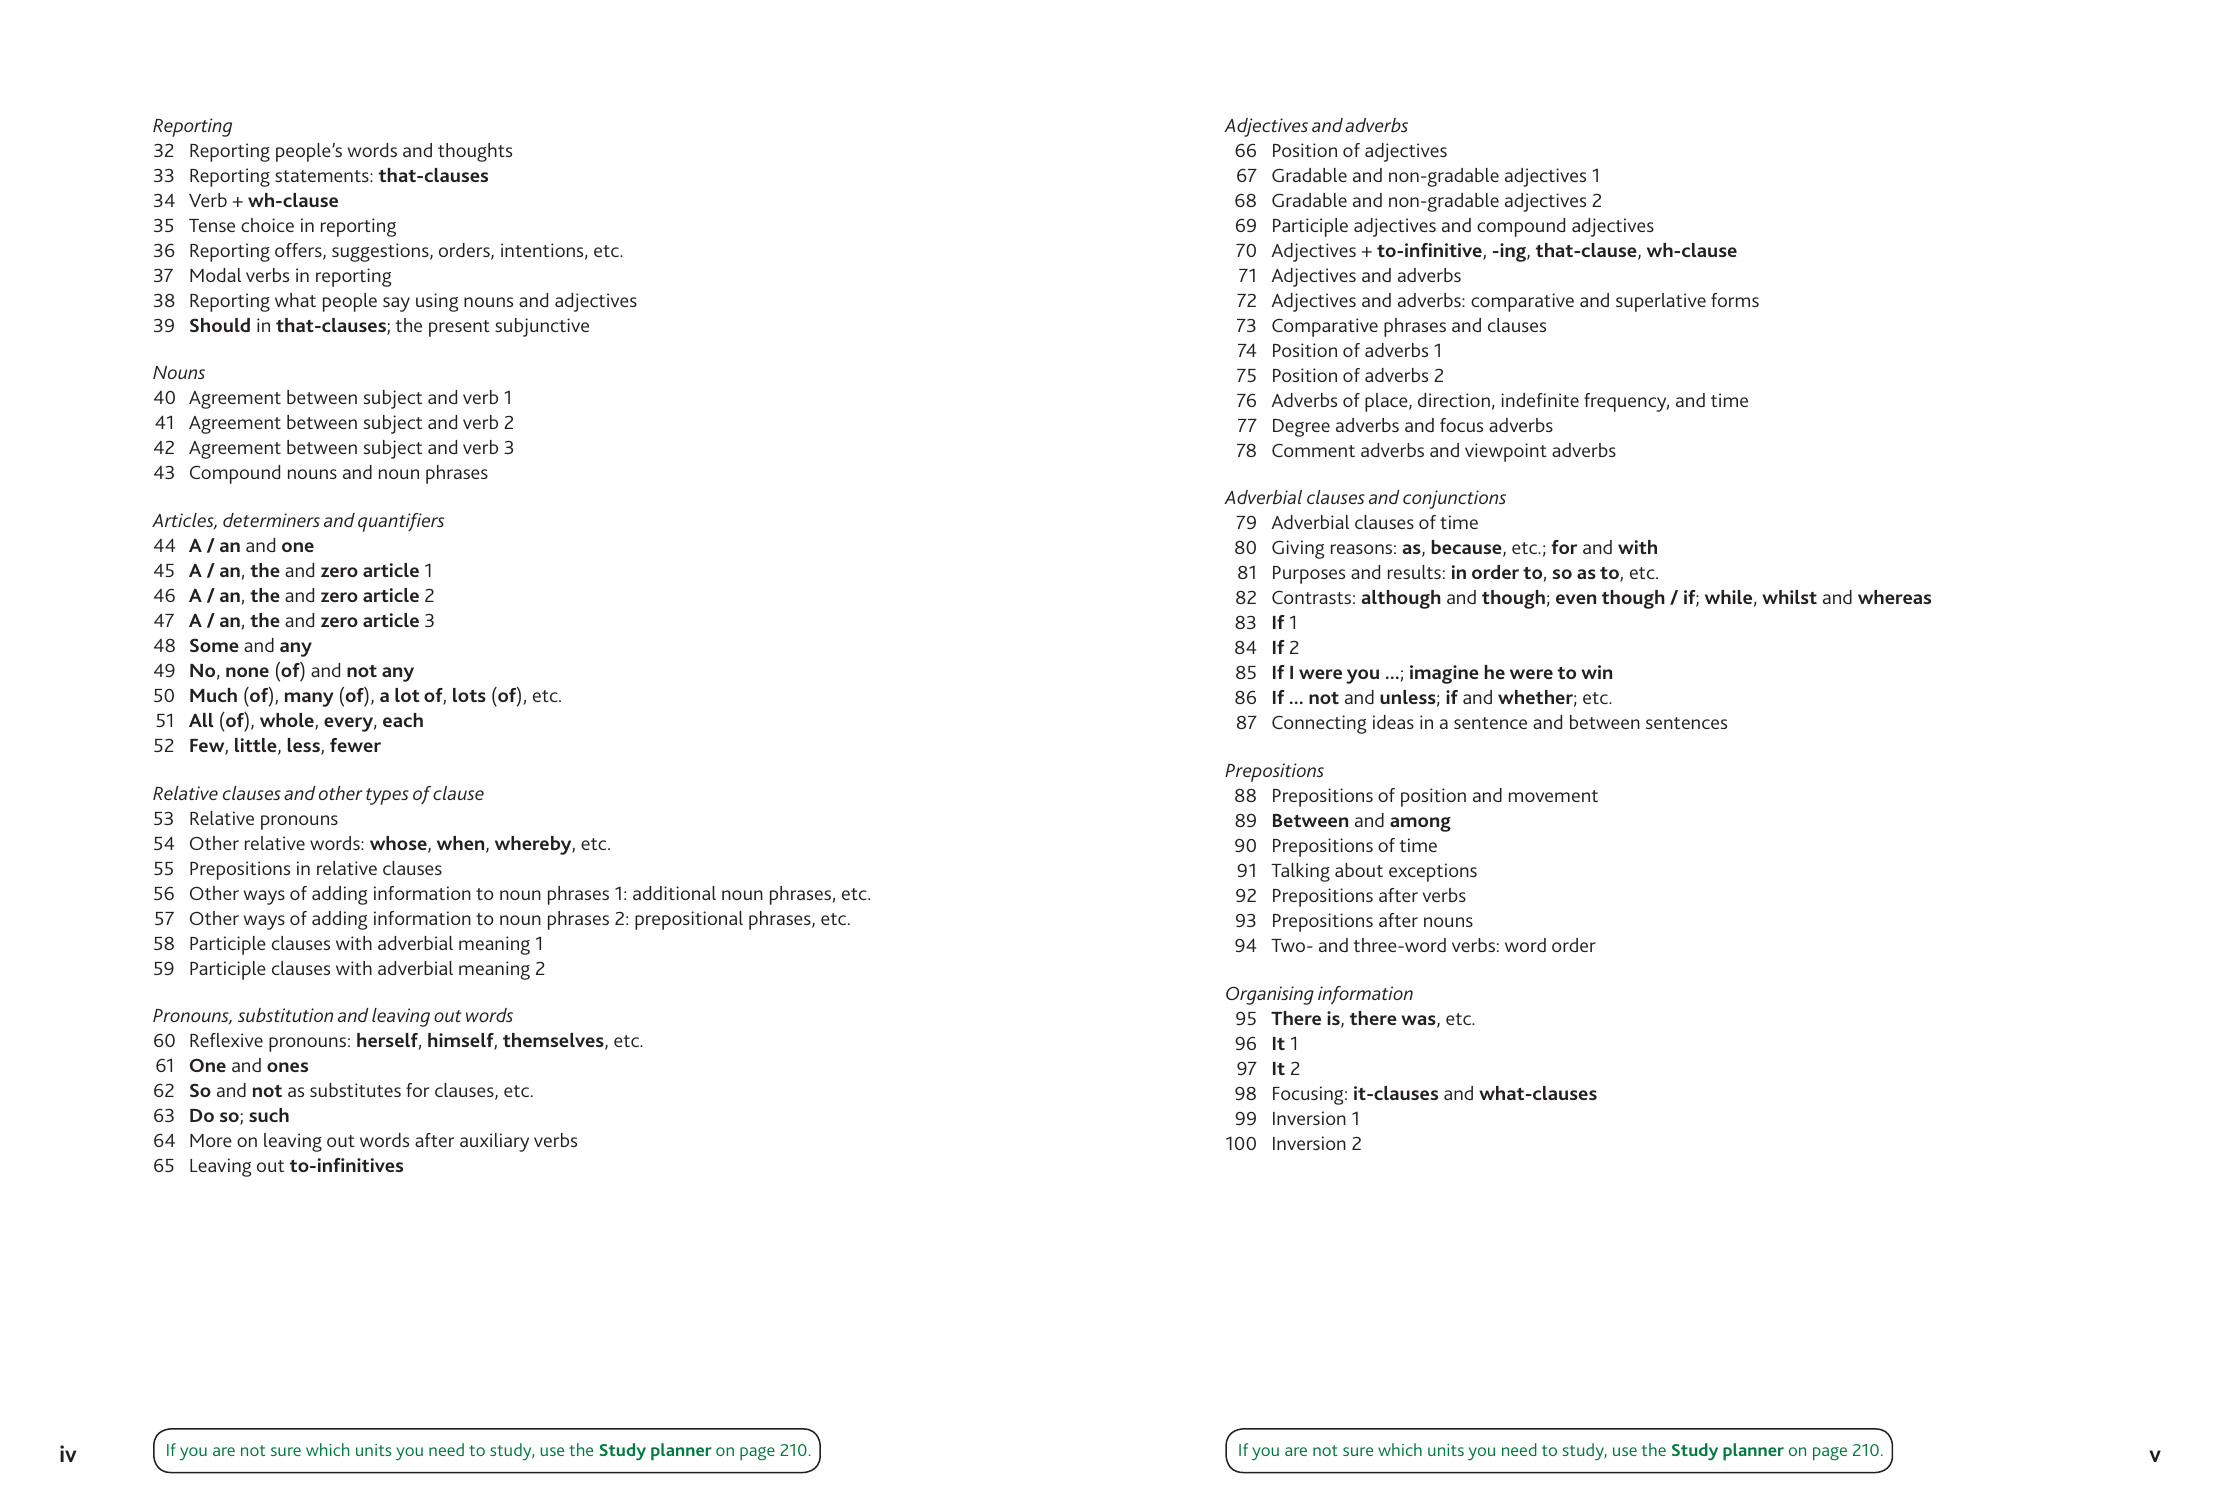 Reporting
32 Reporting people’s words and thoughts
33 Reporting statements: that-clauses
34 Verb + wh-clause
35 Tense choice in reporting
36 Reporting offers, suggestions, orders, intentions, etc.
37 Modal verbs in reporting
38 Reporting what people say using nouns and adjectives
39 Should in that-clauses; the present subjunctive
Nouns
40 Agreement between subject and verb 1
41 Agreement between subject and verb 2
42 Agreement between subject and verb 3
43 Compound nouns and noun phrases
Articles, determiners and quantifiers
44 A / an and one
45 A / an, the and zero article 1
46 A / an, the and zero article 2
47 A / an, the and zero article 3
48 Some and any
49 No, none (of) and not any
50 Much (of), many (of), a lot of, lots (of), etc.
51 All (of), whole, every, each
52 Few, little, less, fewer
Relative clauses and other types of clause
53 Relative pronouns
54 Other relative words: whose, when, whereby, etc.
55 Prepositions in relative clauses
56 Other ways of adding information to noun phrases 1: additional noun phrases, etc.
57 Other ways of adding information to noun phrases 2: prepositional phrases, etc.
58 Participle clauses with adverbial meaning 1
59 Participle clauses with adverbial meaning 2
Pronouns, substitution and leaving out words
60 Reflexive pronouns: herself, himself, themselves, etc.
61 One and ones
62 So and not as substitutes for clauses, etc.
63 Do so; such
64 More on leaving out words after auxiliary verbs
65 Leaving out to-infinitives
iv
If you are not sure which units you need to study, use the Study planner on page 210.
Adjectives and adverbs
66 Position of adjectives
67 Gradable and non-gradable adjectives 1
68 Gradable and non-gradable adjectives 2
69 Participle adjectives and compound adjectives
70 Adjectives + to-infinitive, -ing, that-clause, wh-clause
71 Adjectives and adverbs
72 Adjectives and adverbs: comparative and superlative forms
73 Comparative phrases and clauses
74 Position of adverbs 1
75 Position of adverbs 2
76 Adverbs of place, direction, indefinite frequency, and time
77 Degree adverbs and focus adverbs
78 Comment adverbs and viewpoint adverbs
Adverbial clauses and conjunctions
79 Adverbial clauses of time
80 Giving reasons: as, because, etc.; for and with
81 Purposes and results: in order to, so as to, etc.
82 Contrasts: although and though; even though / if; while, whilst and whereas
83 If 1
84 If 2
85 If I were you ...; imagine he were to win
86 If ... not and unless; if and whether; etc.
87 Connecting ideas in a sentence and between sentences
Prepositions
88 Prepositions of position and movement
89 Between and among
90 Prepositions of time
91 Talking about exceptions
92 Prepositions after verbs
93 Prepositions after nouns
94 Two- and three-word verbs: word order
Organising information
95 There is, there was, etc.
96 It 1
97 It 2
98 Focusing: it-clauses and what-clauses
99 Inversion 1
100 Inversion 2
If you are not sure which units you need to study, use the Study planner on page 210.
v